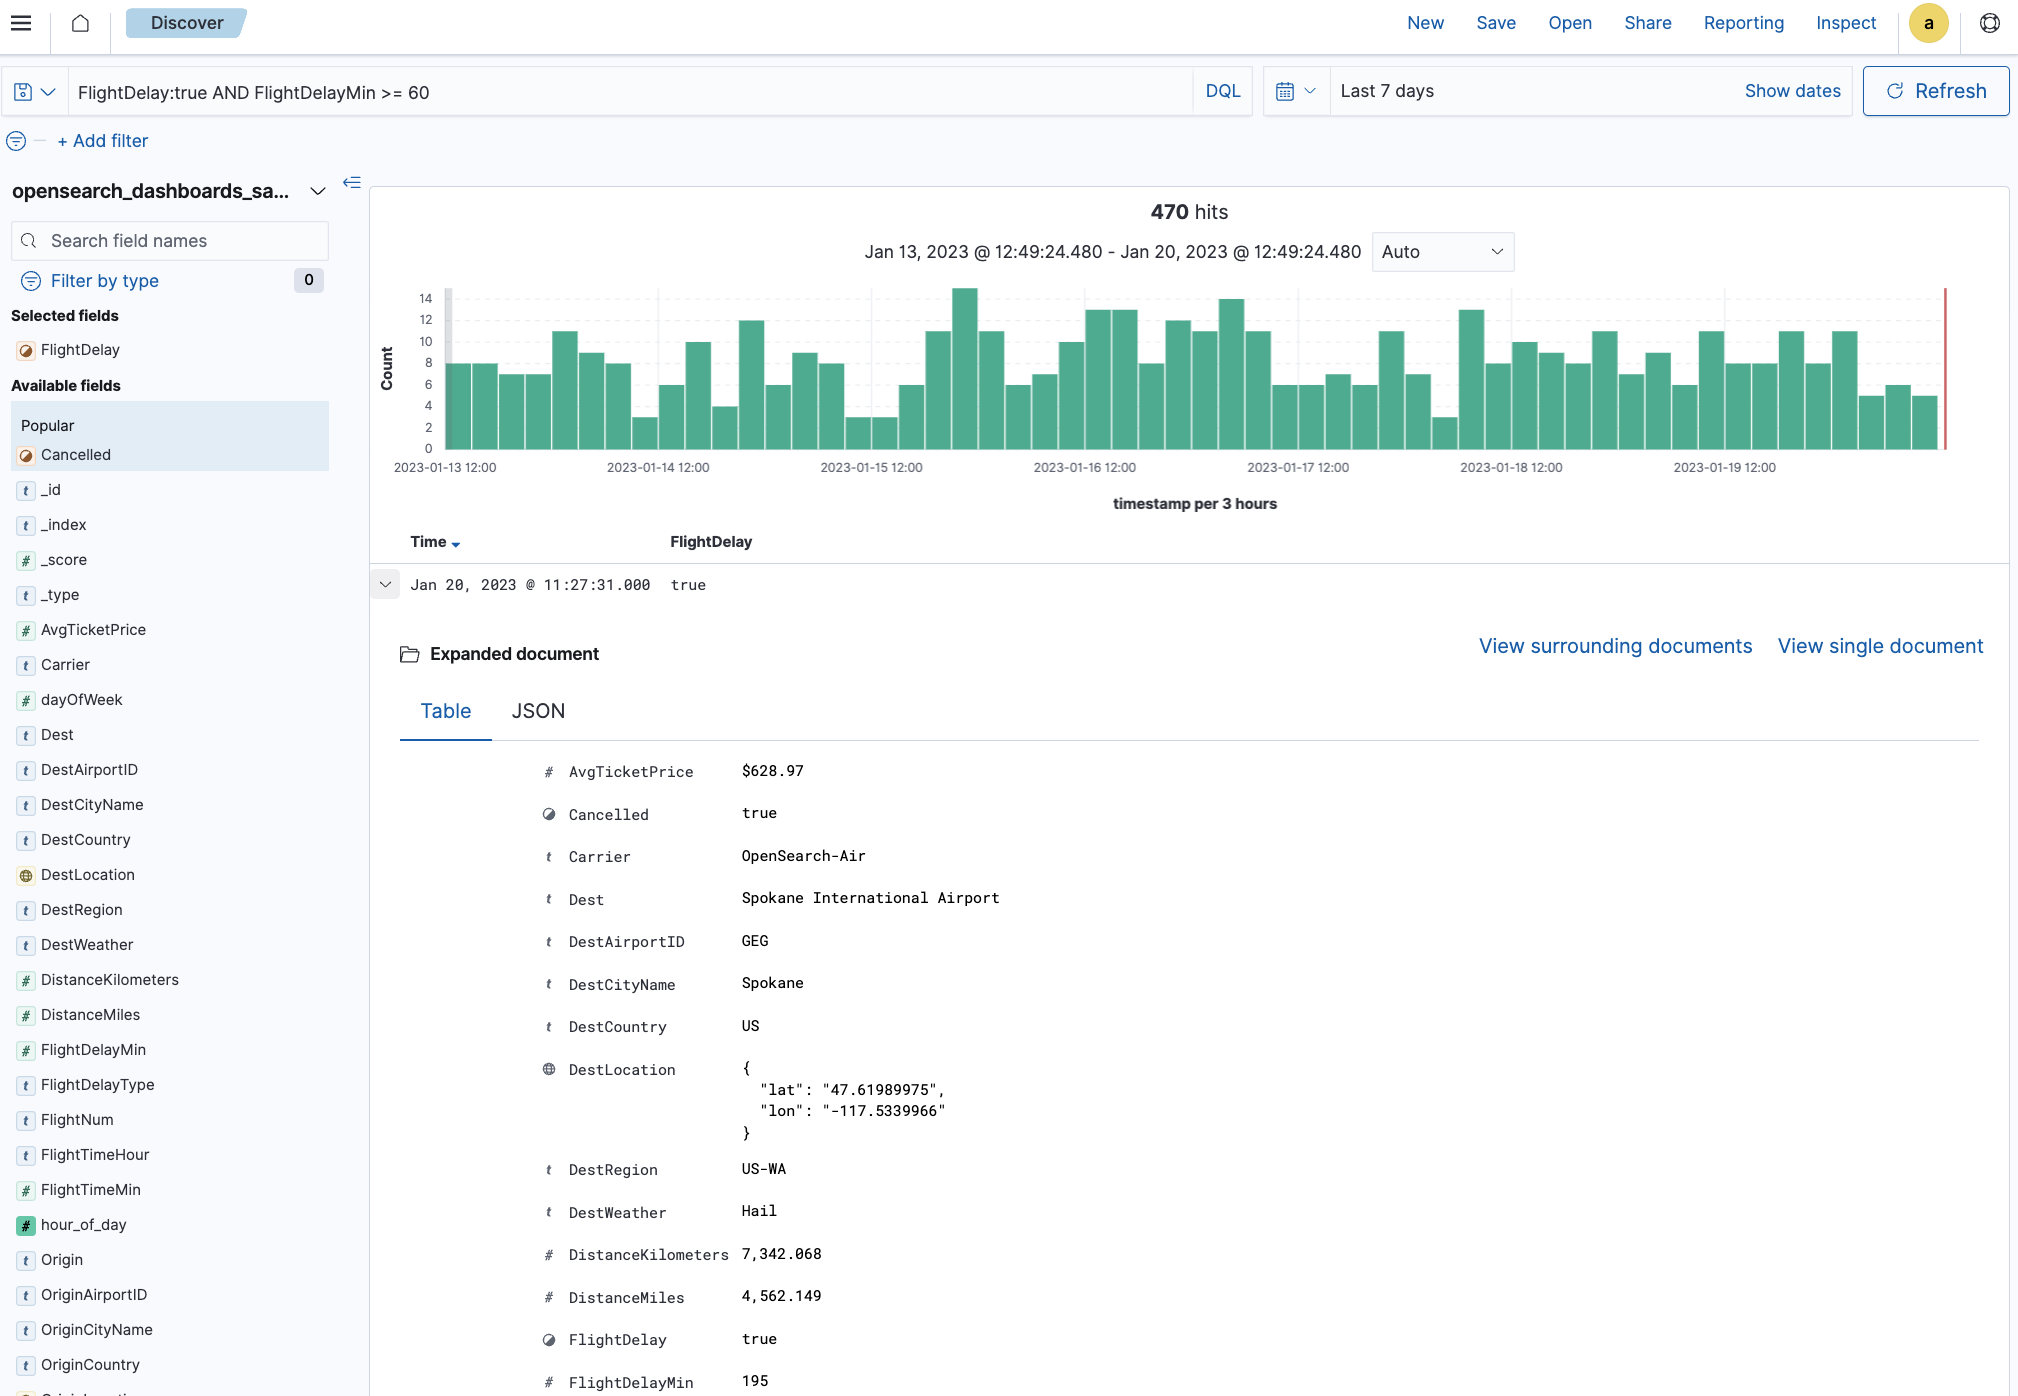 Discover
New Save Open Share Reporting Inspect a
FlightDelay:true AND FlightDelayMin >= 60 DQL Last 7 days Show dates Refresh
+ Add filter
opensearch_dashboards_sa...
Search field names
Filter by type 0
Selected fields
FlightDelay
Available fields
Popular
Cancelled
t _id
t _index
# _score
t _type
# AvgTicketPrice
t Carrier
# dayOfWeek
t Dest
t DestAirportID
t DestCityName
t DestCountry
DestLocation
t DestRegion
t DestWeather
# DistanceKilometers
# DistanceMiles
# FlightDelayMin
t FlightDelayType
t FlightNum
t FlightTimeHour
# FlightTimeMin
# hour_of_day
t Origin
t OriginAirportID
t OriginCityName
t OriginCountry
470 hits
Jan 13, 2023 @ 12:49:24.480 - Jan 20, 2023 @ 12:49:24.480 Auto
Count
14
12
10
8
6
4
2
0
2023-01-13 12:00 2023-01-14 12:00 2023-01-15 12:00 2023-01-16 12:00 2023-01-17 12:00 2023-01-18 12:00 2023-01-19 12:00
timestamp per 3 hours
Time FlightDelay
Jan 20, 2023 @ 11:27:31.000 true
Expanded document View surrounding documents View single document
Table JSON
# AvgTicketPrice $628.97
Cancelled true
t Carrier OpenSearch-Air
t Dest Spokane International Airport
t DestAirportID GEG
t DestCityName Spokane
t DestCountry US
DestLocation {
"lat": "47.61989975",
"lon": "-117.5339966"
}
t DestRegion US-WA
t DestWeather Hail
# DistanceKilometers 7,342.068
# DistanceMiles 4,562.149
FlightDelay true
# FlightDelayMin 195